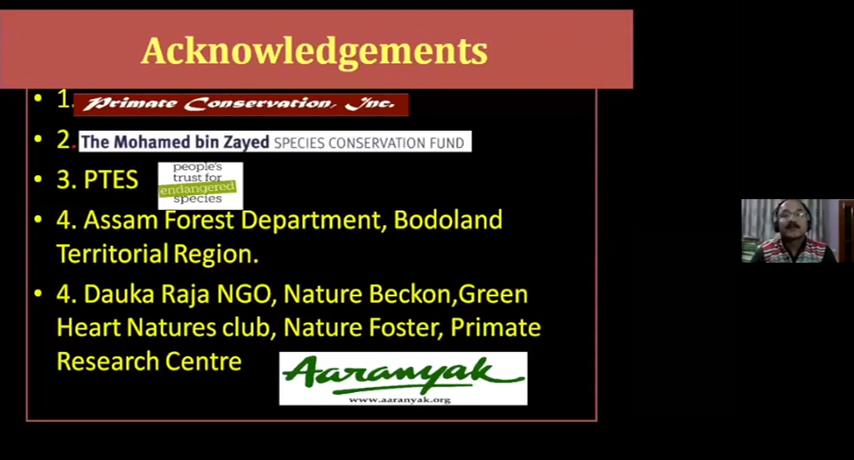 Acknowledgements
• 1. Primate Conservation, Inc.
• 2. The Mohamed bin Zayed SPECIES CONSERVATION FUND
• 3. PTES
people's
trust for
endangered
species
• 4. Assam Forest Department, Bodoland
Territorial Region.
• 4. Dauka Raja NGO, Nature Beckon,Green
Heart Natures club, Nature Foster, Primate
Research Centre
Aaranyak
www.aaranyak.org